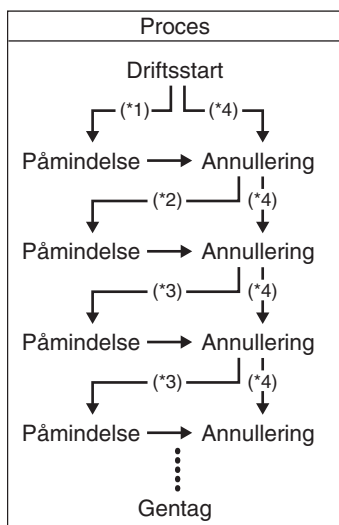 Proces
Driftsstart
(*1) (*4)
Påmindelse Annullering
(*2) (*4)
Påmindelse Annullering
(*3) (*4)
Påmindelse Annullering
(*3) (*4)
Påmindelse Annullering
Gentag